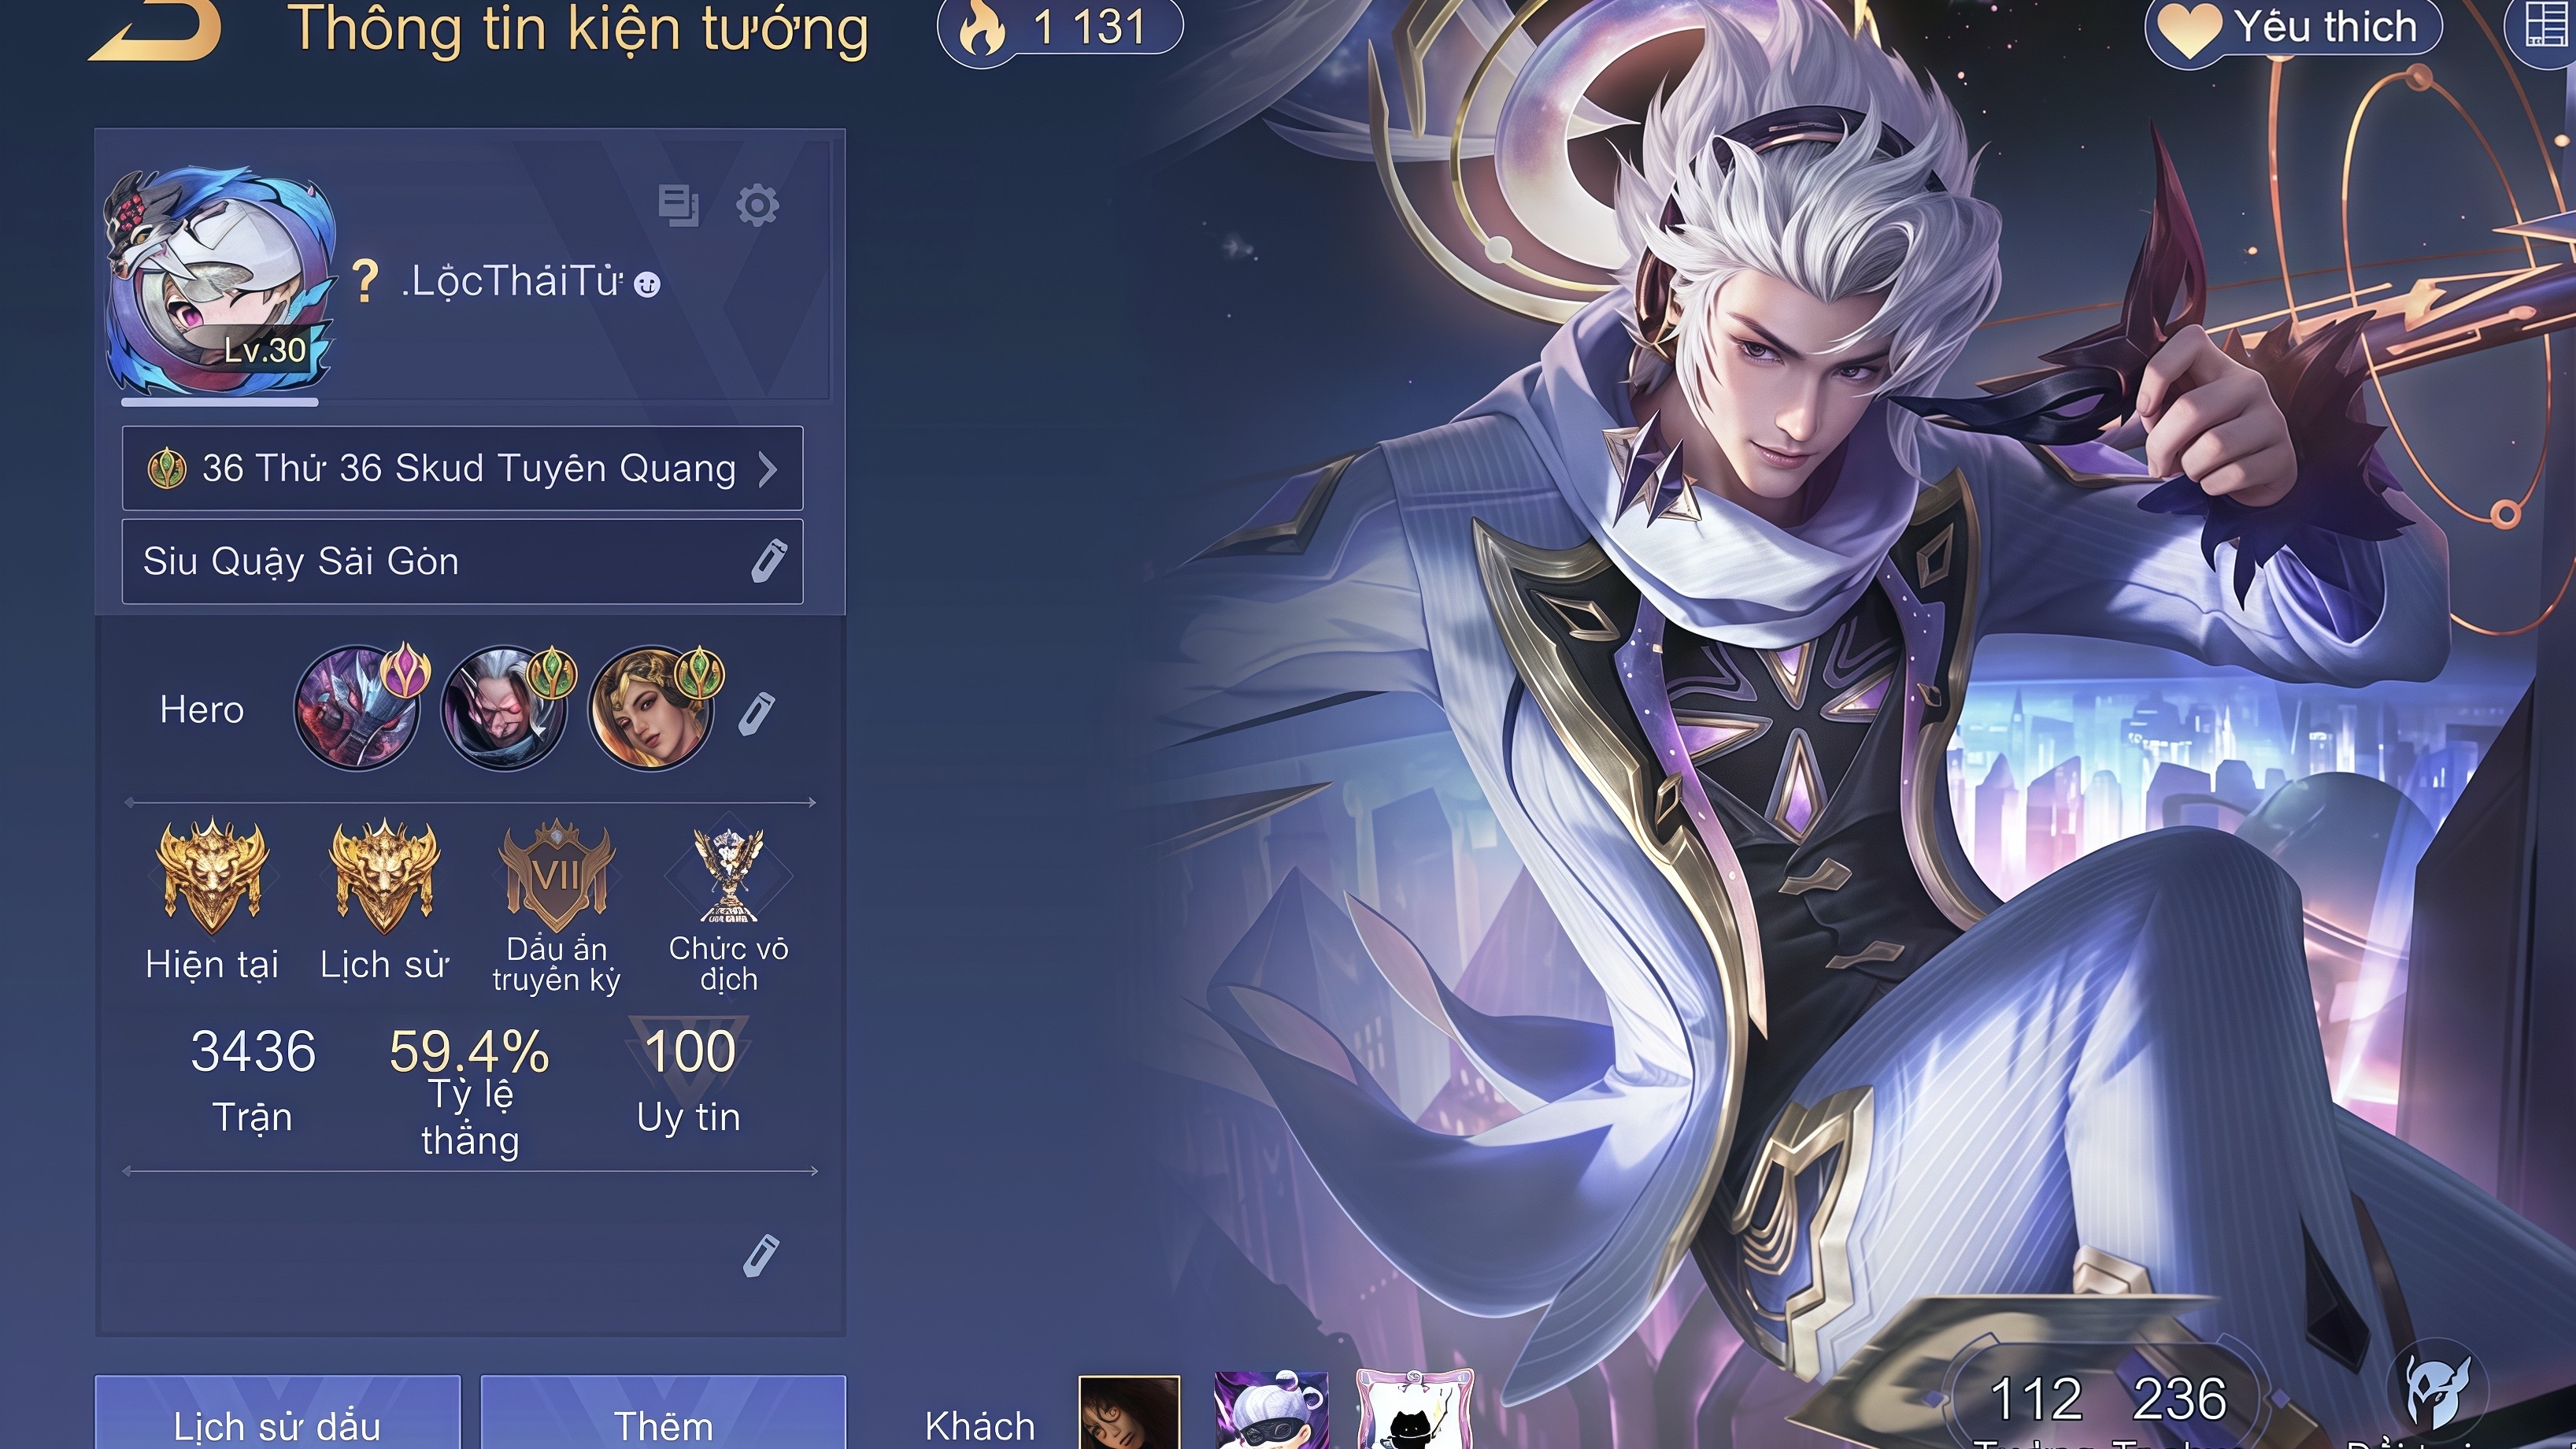 Thông tin kiện tướng
1 131
Yêu thích
? .LộcTháiTử
Lv.30
36 Thứ 36 Skud Tuyên Quang
Siu Quậy Sài Gòn
Hero
VII
Hiện tại
Lịch sử
Dấu ấn
truyền kỳ
Chức vô
địch
3436
59.4%
100
Trận
Tỷ lệ
thắng
Uy tín
Lịch sử đấu
Thêm
Khách
112
236